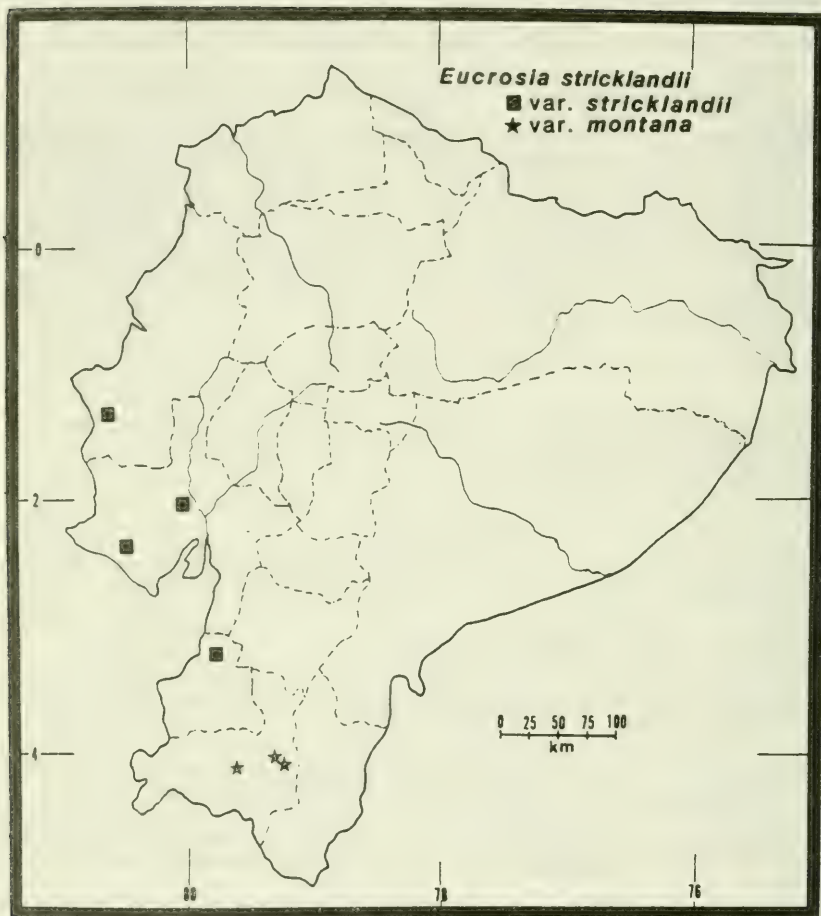 Eucrosia stricklandii
var. stricklandii
var. montana
0
2
4
0 25 50 75 100
km
80 78 76